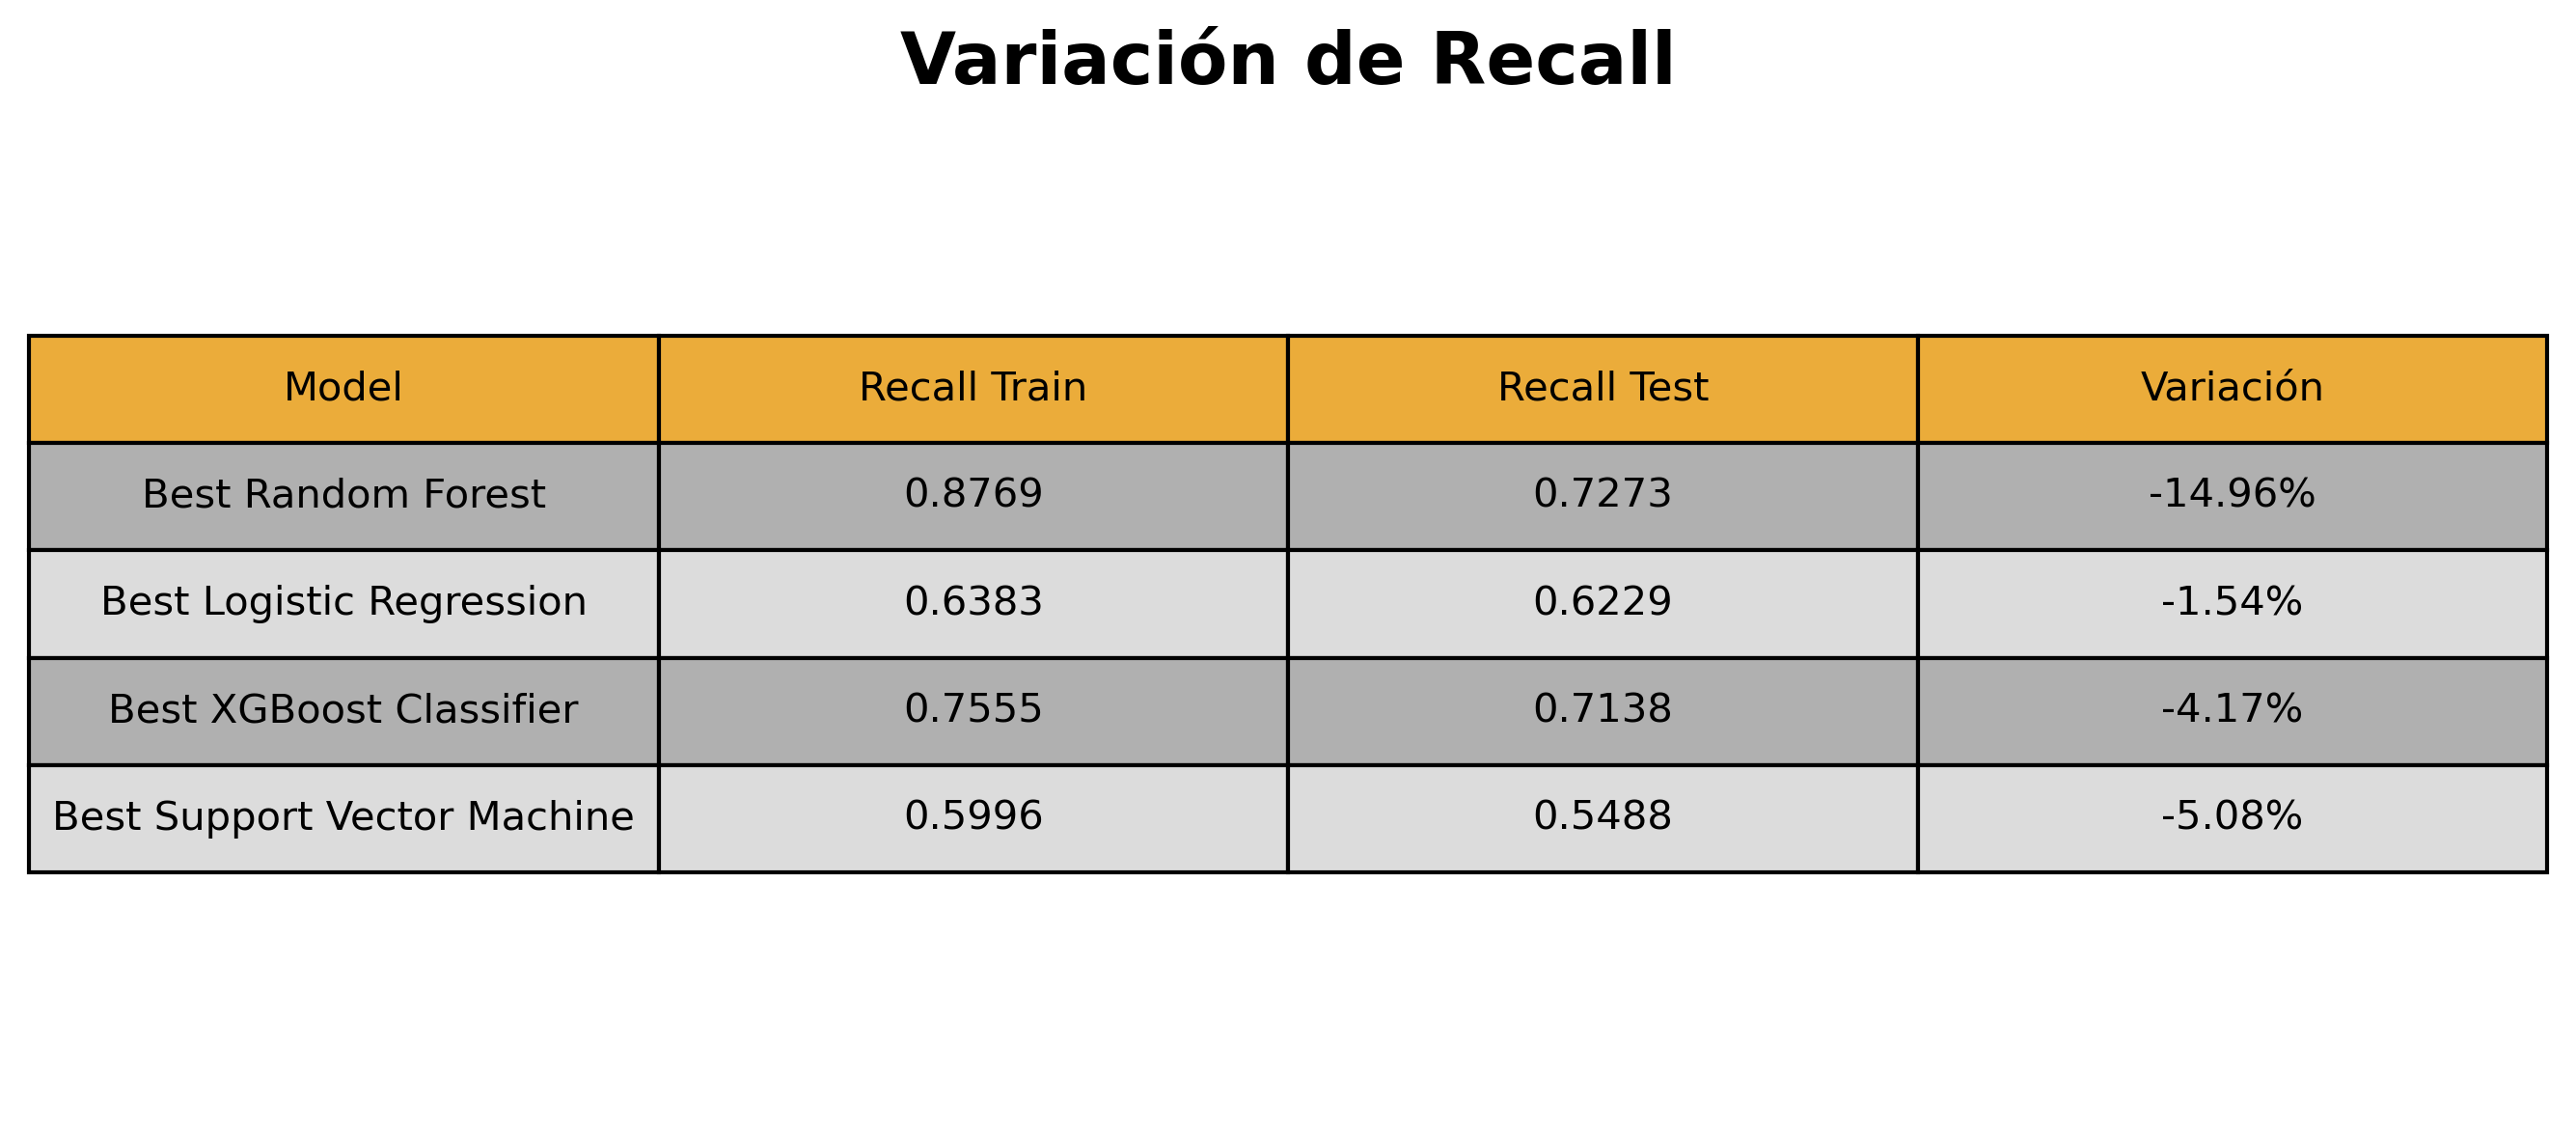 Variación de Recall
Model Recall Train Recall Test Variación
Best Random Forest 0.8769 0.7273 -14.96%
Best Logistic Regression 0.6383 0.6229 -1.54%
Best XGBoost Classifier 0.7555 0.7138 -4.17%
Best Support Vector Machine 0.5996 0.5488 -5.08%